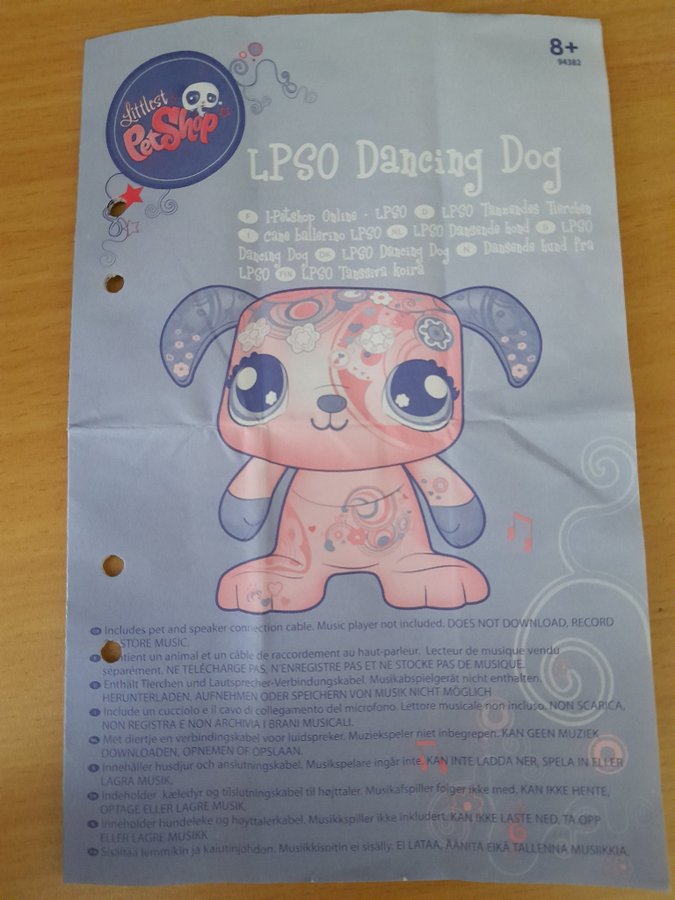 8+
94382
Littlest
PetShop
LPSO Dancing Dog
F I-Petshop Online - LPSO D LPSO Tanzendes Tierchen
I Cane ballerino LPSO NL LPSO Dansende hond LPSO
Dancing Dog DK LPSO Dancing Dog N Dansende hund fra
LPSO FIN LPSO Tanssiva koira
Includes pet and speaker connection cable. Music player not included. DOES NOT DOWNLOAD, RECORD
STORE MUSIC.
un animal et un câble de raccordement au haut-parleur. Lecteur de musique vendu
séparément. NE TÉLÉCHARGE PAS, N'ENREGISTRE PAS ET NE STOCKE PAS DE MUSIQUE.
Enthält Tierchen und Lautsprecher-Verbindungskabel. Musikabspielgerät nicht enthalten.
HERUNTERLADEN, AUFNEHMEN ODER SPEICHERN VON MUSIK NICHT MÖGLICH
Include un cucciolo e il cavo di collegamento del microfono. Lettore musicale non incluso. NON SCARICA,
NON REGISTRA E NON ARCHIVIA I BRANI MUSICALI.
Met diertje en verbindingskabel voor luidspreker. Muziekspeler niet inbegrepen. KAN GEEN MUZIEK
DOWNLOADEN, OPNEMEN OF OPSLAAN.
Innehåller husdjur och anslutningskabel. Musikspelare ingår inte. KAN INTE LADDA NER, SPELA IN ELLER
LAGRA MUSIK.
Indeholder kæledyr og tilslutningskabel til højttaler. Musikafspiller følger ikke med. KAN IKKE HENTE,
OPTAGE ELLER LAGRE MUSIK.
Inneholder hundeleke og høyttalerkabel. Musikkspiller ikke inkludert. KAN IKKE LASTE NED, TA OPP
ELLER LAGRE MUSIKK
Sisältää lemmikin ja kaiutinjohdon. Musiikkisoitin ei sisälly. EI LATAA, ÄÄNITÄ EIKÄ TALLENNA MUSIIKKIA.